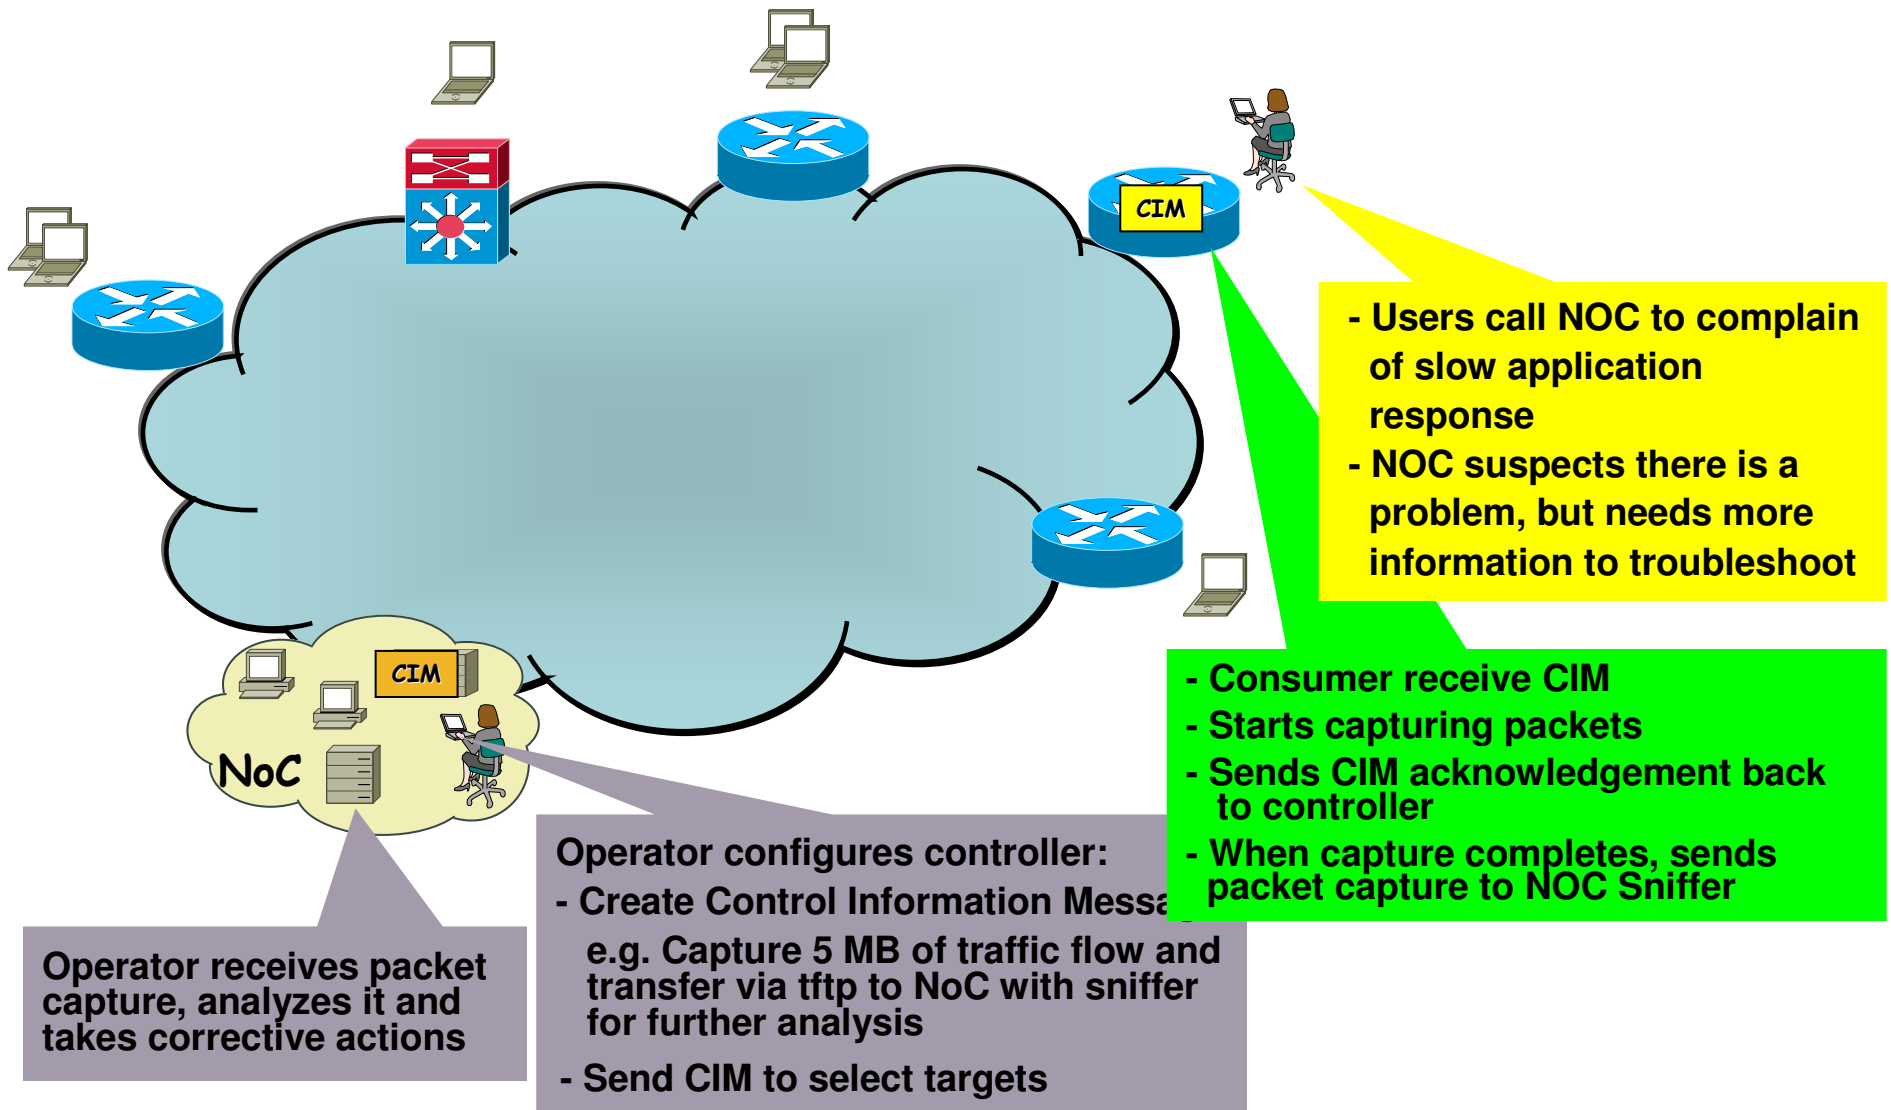 CIM
- Users call NOC to complain
of slow application
response
- NOC suspects there is a
problem, but needs more
information to troubleshoot
CIM
NoC
- Consumer receive CIM
- Starts capturing packets
- Sends CIM acknowledgement back
to controller
- When capture completes, sends
packet capture to NOC Sniffer
Operator configures controller:
- Create Control Information Messag
e.g. Capture 5 MB of traffic flow and
transfer via tftp to NoC with sniffer
for further analysis
- Send CIM to select targets
Operator receives packet
capture, analyzes it and
takes corrective actions